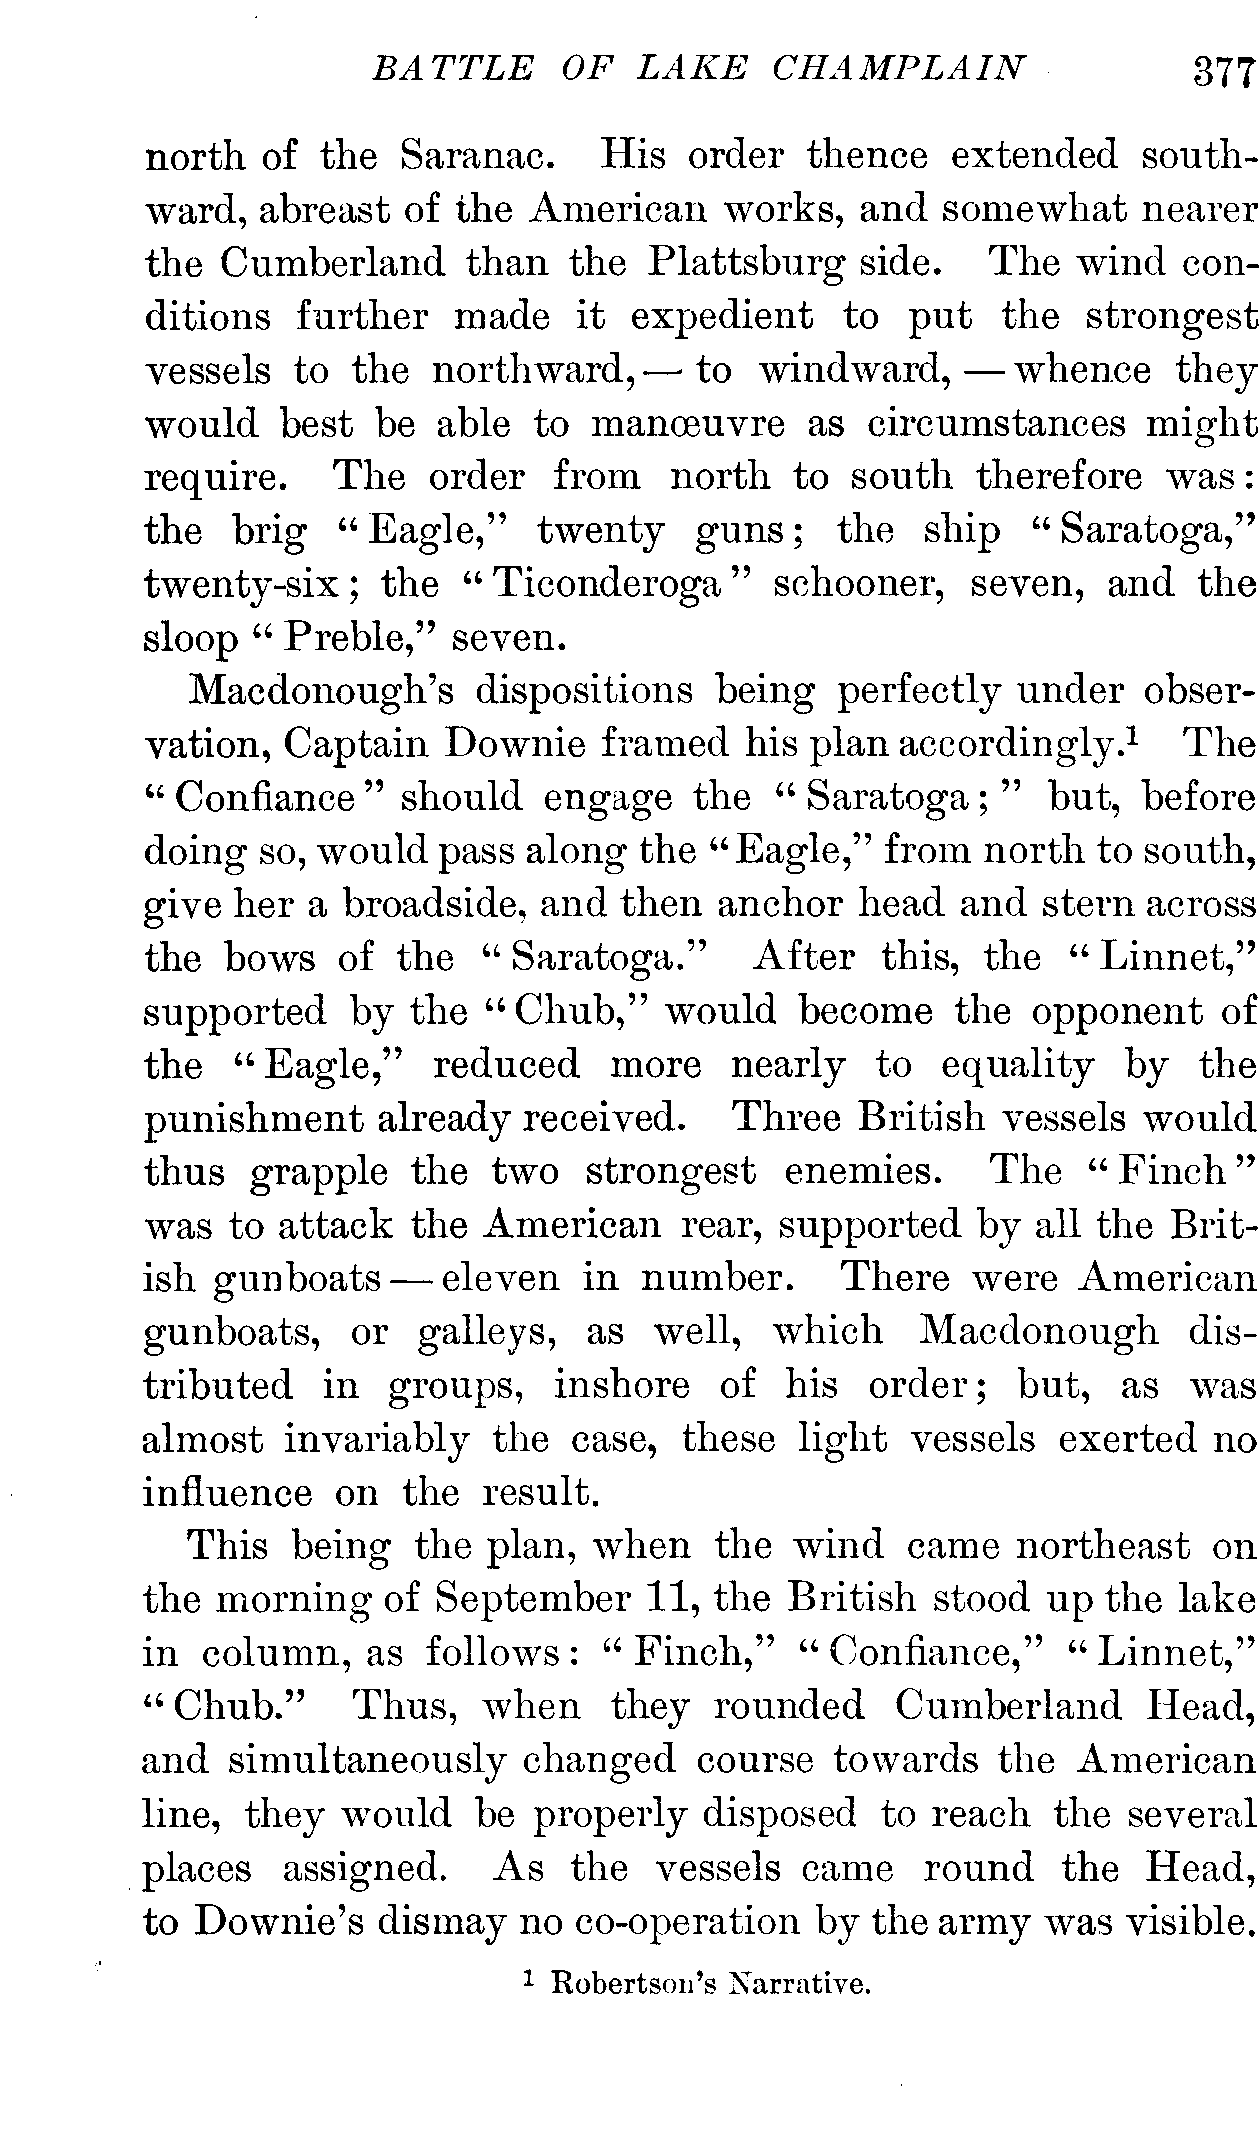 BATTLE OF LAKE CHAMPLAIN 377
north of the Saranac. His order thence extended south-
ward, abreast of the American works, and somewhat nearer
the Cumberland than the Plattsburg side. The wind con-
ditions further made it expedient to put the strongest
vessels to the northward, — to windward, — whence they
would best be able to manœuvre as circumstances might
require. The order from north to south therefore was:
the brig "Eagle," twenty guns; the ship "Saratoga,"
twenty-six; the "Ticonderoga" schooner, seven, and the
sloop "Preble," seven.
Macdonough's dispositions being perfectly under obser-
vation, Captain Downie framed his plan accordingly.¹ The
"Confiance" should engage the "Saratoga;" but, before
doing so, would pass along the "Eagle," from north to south,
give her a broadside, and then anchor head and stern across
the bows of the "Saratoga." After this, the "Linnet,"
supported by the "Chub," would become the opponent of
the "Eagle," reduced more nearly to equality by the
punishment already received. Three British vessels would
thus grapple the two strongest enemies. The "Finch"
was to attack the American rear, supported by all the Brit-
ish gunboats — eleven in number. There were American
gunboats, or galleys, as well, which Macdonough dis-
tributed in groups, inshore of his order; but, as was
almost invariably the case, these light vessels exerted no
influence on the result.
This being the plan, when the wind came northeast on
the morning of September 11, the British stood up the lake
in column, as follows: "Finch," "Confiance," "Linnet,"
"Chub." Thus, when they rounded Cumberland Head,
and simultaneously changed course towards the American
line, they would be properly disposed to reach the several
places assigned. As the vessels came round the Head,
to Downie's dismay no co-operation by the army was visible.
¹ Robertson's Narrative.